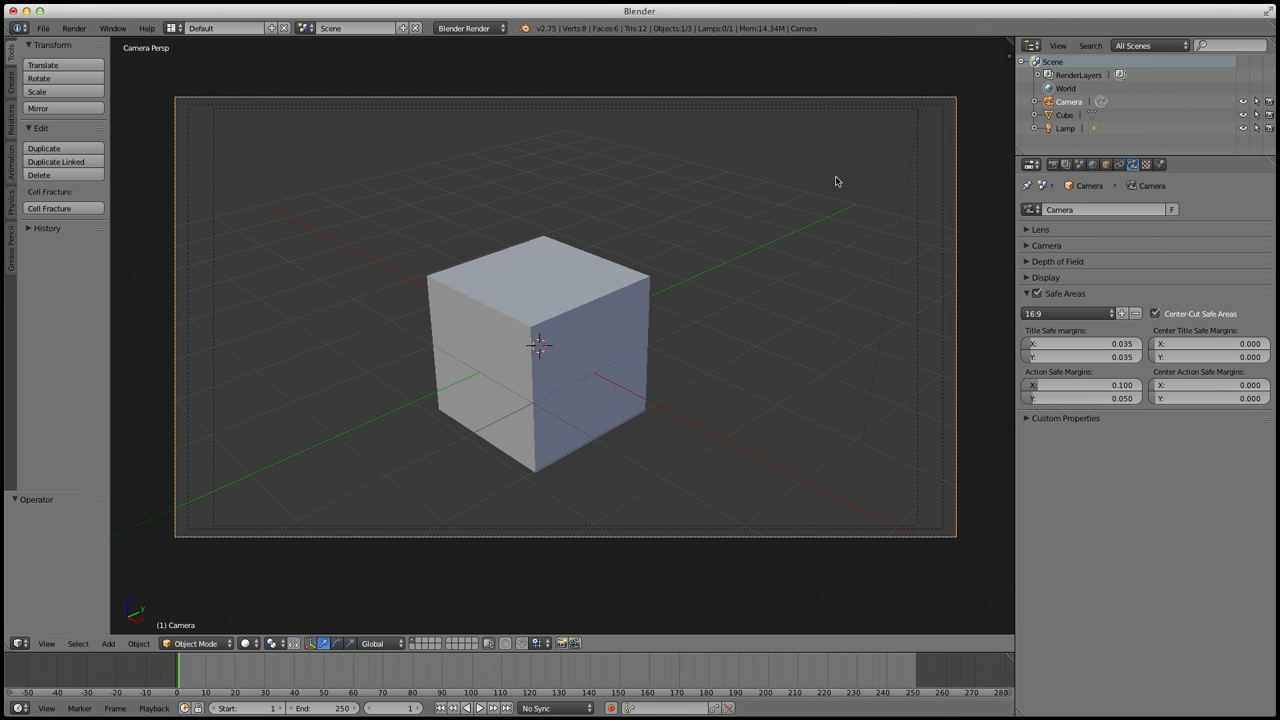 Blender
File Render Window Help Default Scene Blender Render v2.75 | Verts:8 | Faces:6 | Tris:12 | Objects:1/3 | Lamps:0/1 | Mem:14.34M | Camera
Tools
Create
Relations
Animation
Physics
Grease Pencil
Transform
Translate
Rotate
Scale
Mirror
Edit
Duplicate
Duplicate Linked
Delete
Cell Fracture:
Cell Fracture
History
Operator
Camera Persp
(1) Camera
View Search All Scenes
Scene
RenderLayers
World
Camera
Cube
Lamp
Camera Camera
Camera F
Lens
Camera
Depth of Field
Display
Safe Areas
16:9 Center-Cut Safe Areas
Title Safe margins: Center Title Safe Margins:
X: 0.035 X: 0.000
Y: 0.035 Y: 0.000
Action Safe Margins: Center Action Safe Margins:
X: 0.100 X: 0.000
Y: 0.050 Y: 0.000
Custom Properties
View Select Add Object Object Mode Global
-50 -40 -30 -20 -10 0 10 20 30 40 50 60 70 80 90 100 110 120 130 140 150 160 170 180 190 200 210 220 230 240 250 260 270 280
View Marker Frame Playback Start: 1 End: 250 1 No Sync